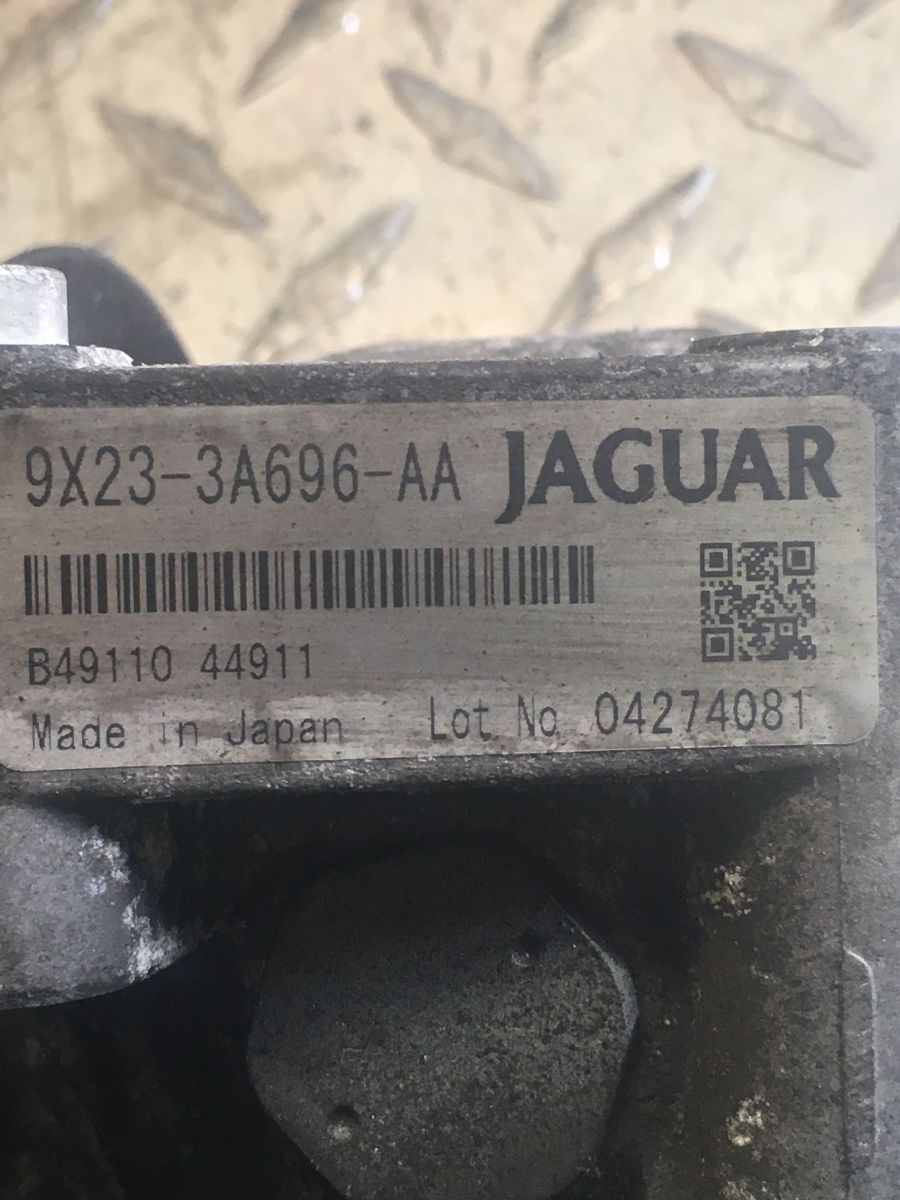 9X23-3A696-AA JAGUAR
B49110 44911
Made in Japan Lot No 04274081